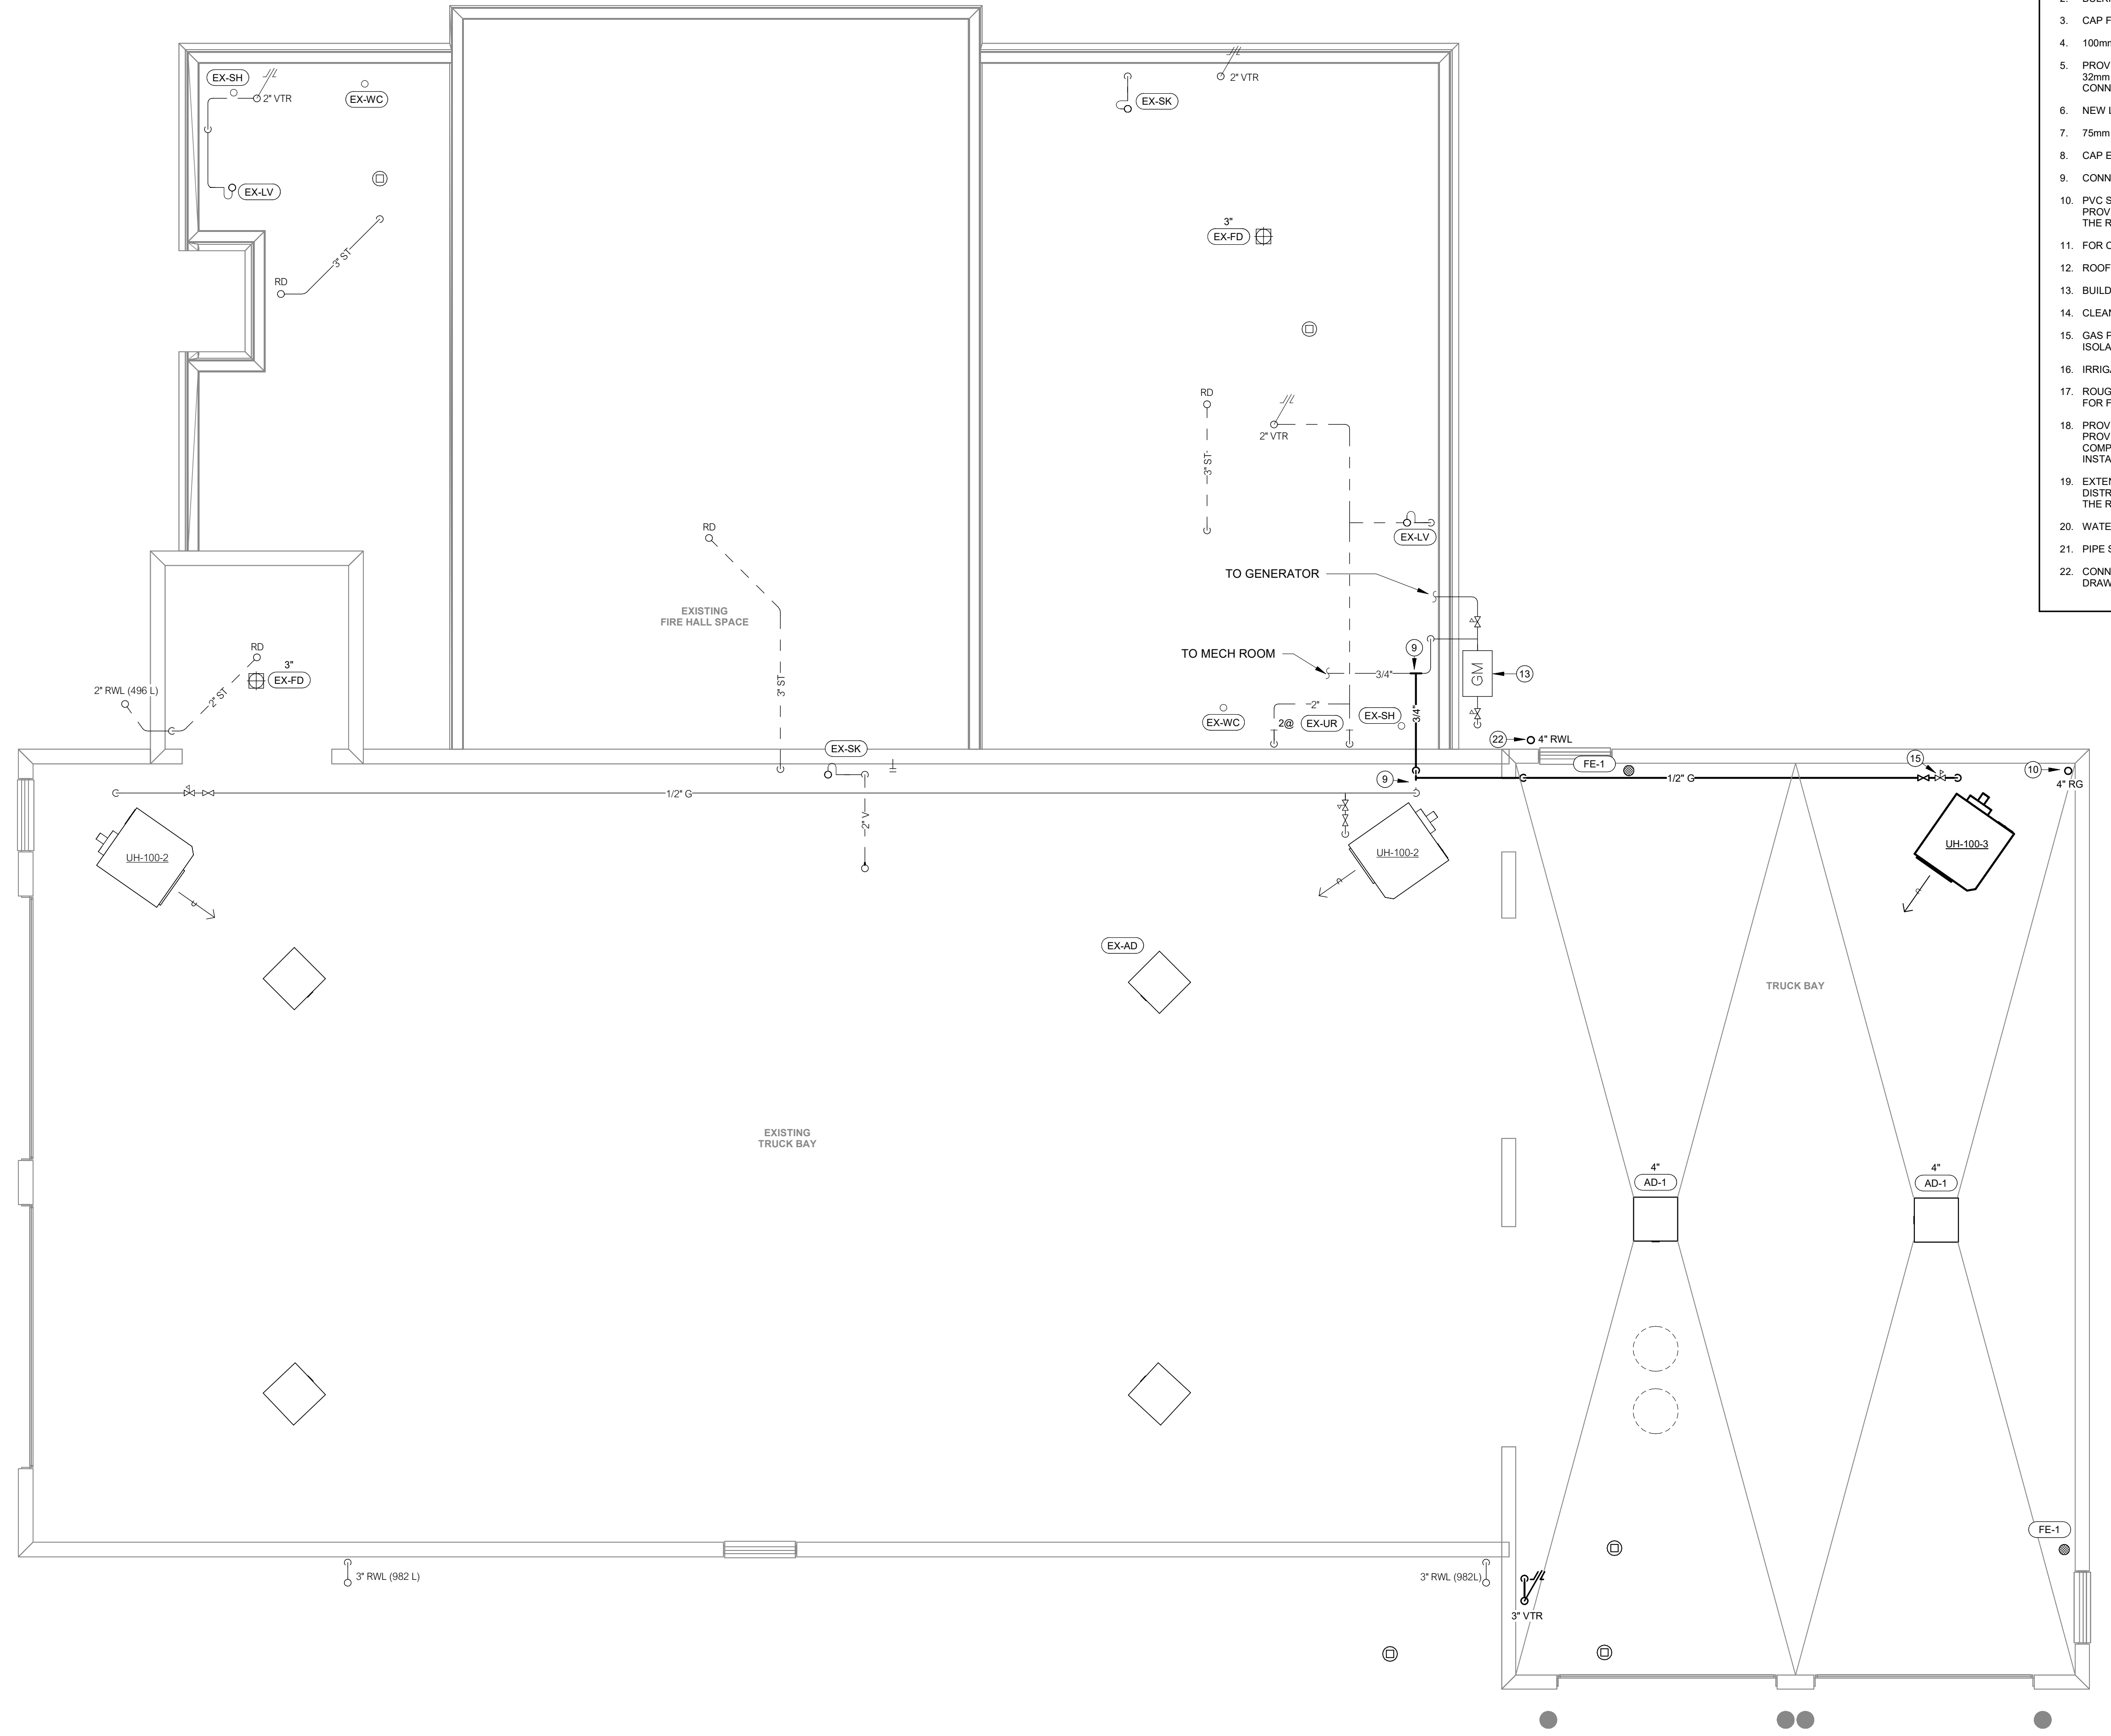 EX-SH
2" VTR
EX-WC
EX-LV
3" ST
RD
2" VTR
EX-SK
3"
EX-FD
RD
3" ST
2" VTR
EX-LV
TO GENERATOR
TO MECH ROOM
3/4"
9
GM
13
3/4"
2"
EX-WC
2@
EX-UR
EX-SH
RD
3" ST
EXISTING
FIRE HALL SPACE
RD
3"
EX-FD
2" RWL (496 L)
2" ST
EX-SK
2" V
1/2" G
9
22
4" RWL
FE-1
1/2" G
15
10
4" RG
UH-100-2
UH-100-2
UH-100-3
EX-AD
TRUCK BAY
EXISTING
TRUCK BAY
4"
AD-1
4"
AD-1
FE-1
3" RWL (982 L)
3" RWL (982L)
3" VTR
2.
3. CAP F
4. 100mm
5. PROV
32mm
CONN
6. NEW L
7. 75mm
8. CAP E
9. CONN
10. PVC S
PROVI
THE R
11. FOR C
12. ROOF
13. BUILD
14. CLEAN
15. GAS P
ISOLA
16. IRRIG
17. ROUG
FOR F
18. PROV
PROV
COMP
INSTA
19. EXTEN
DISTR
THE R
20. WATE
21. PIPE S
22. CONN
DRAW